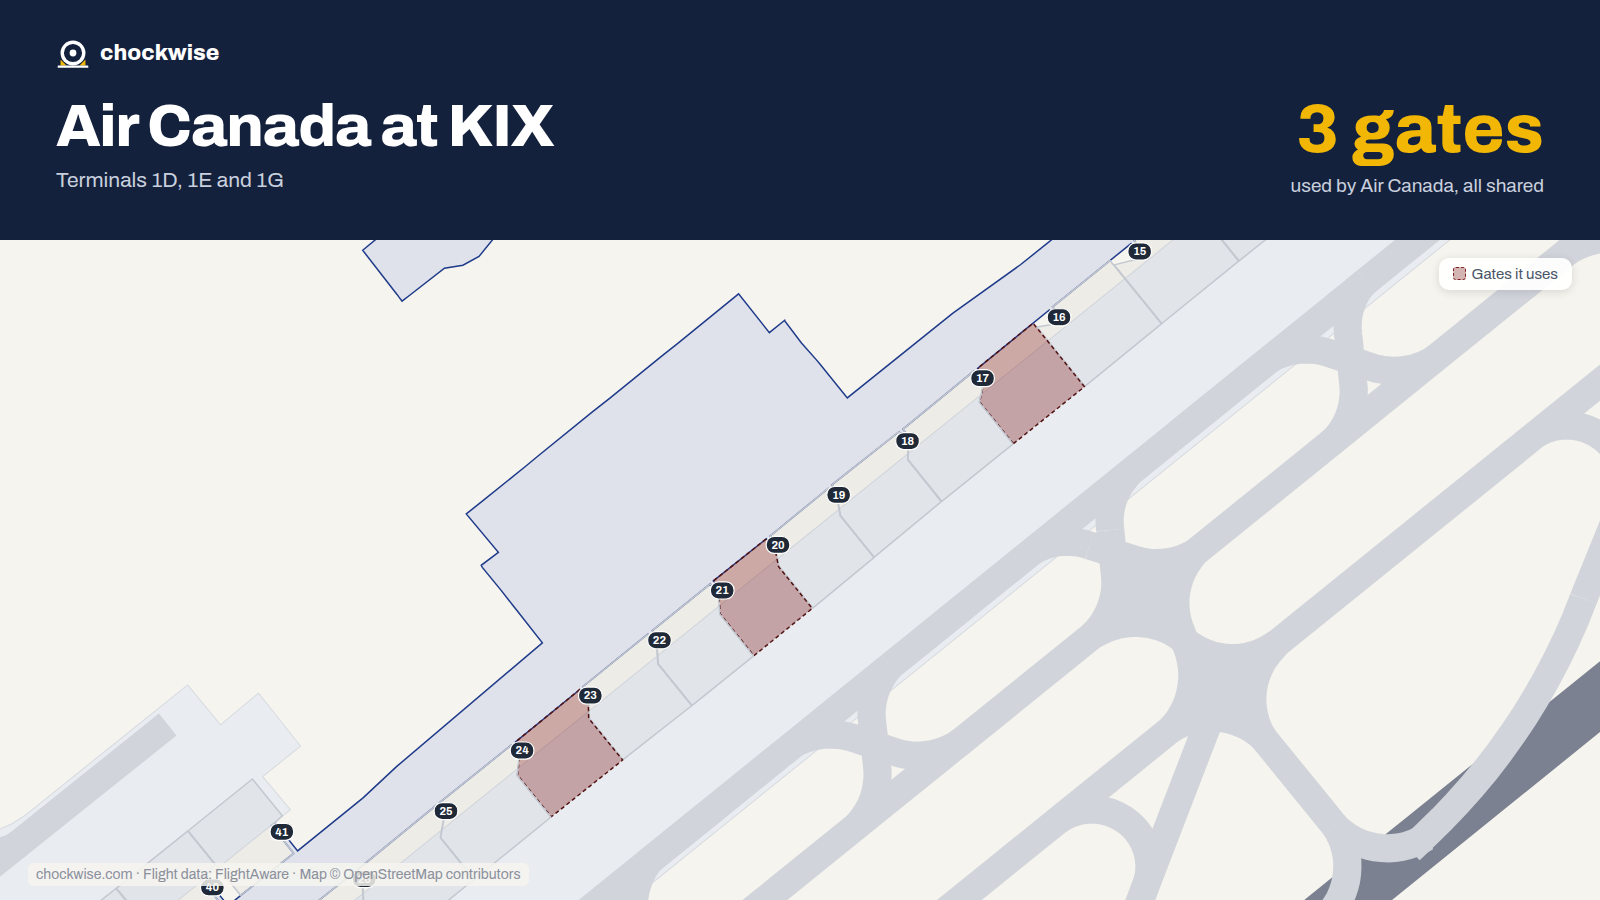 chockwise
Air Canada at KIX
Terminals 1D, 1E and 1G
3 gates
used by Air Canada, all shared
Gates it uses
15
16
17
18
19
20
21
22
23
24
25
41
40
chockwise.com · Flight data: FlightAware · Map © OpenStreetMap contributors